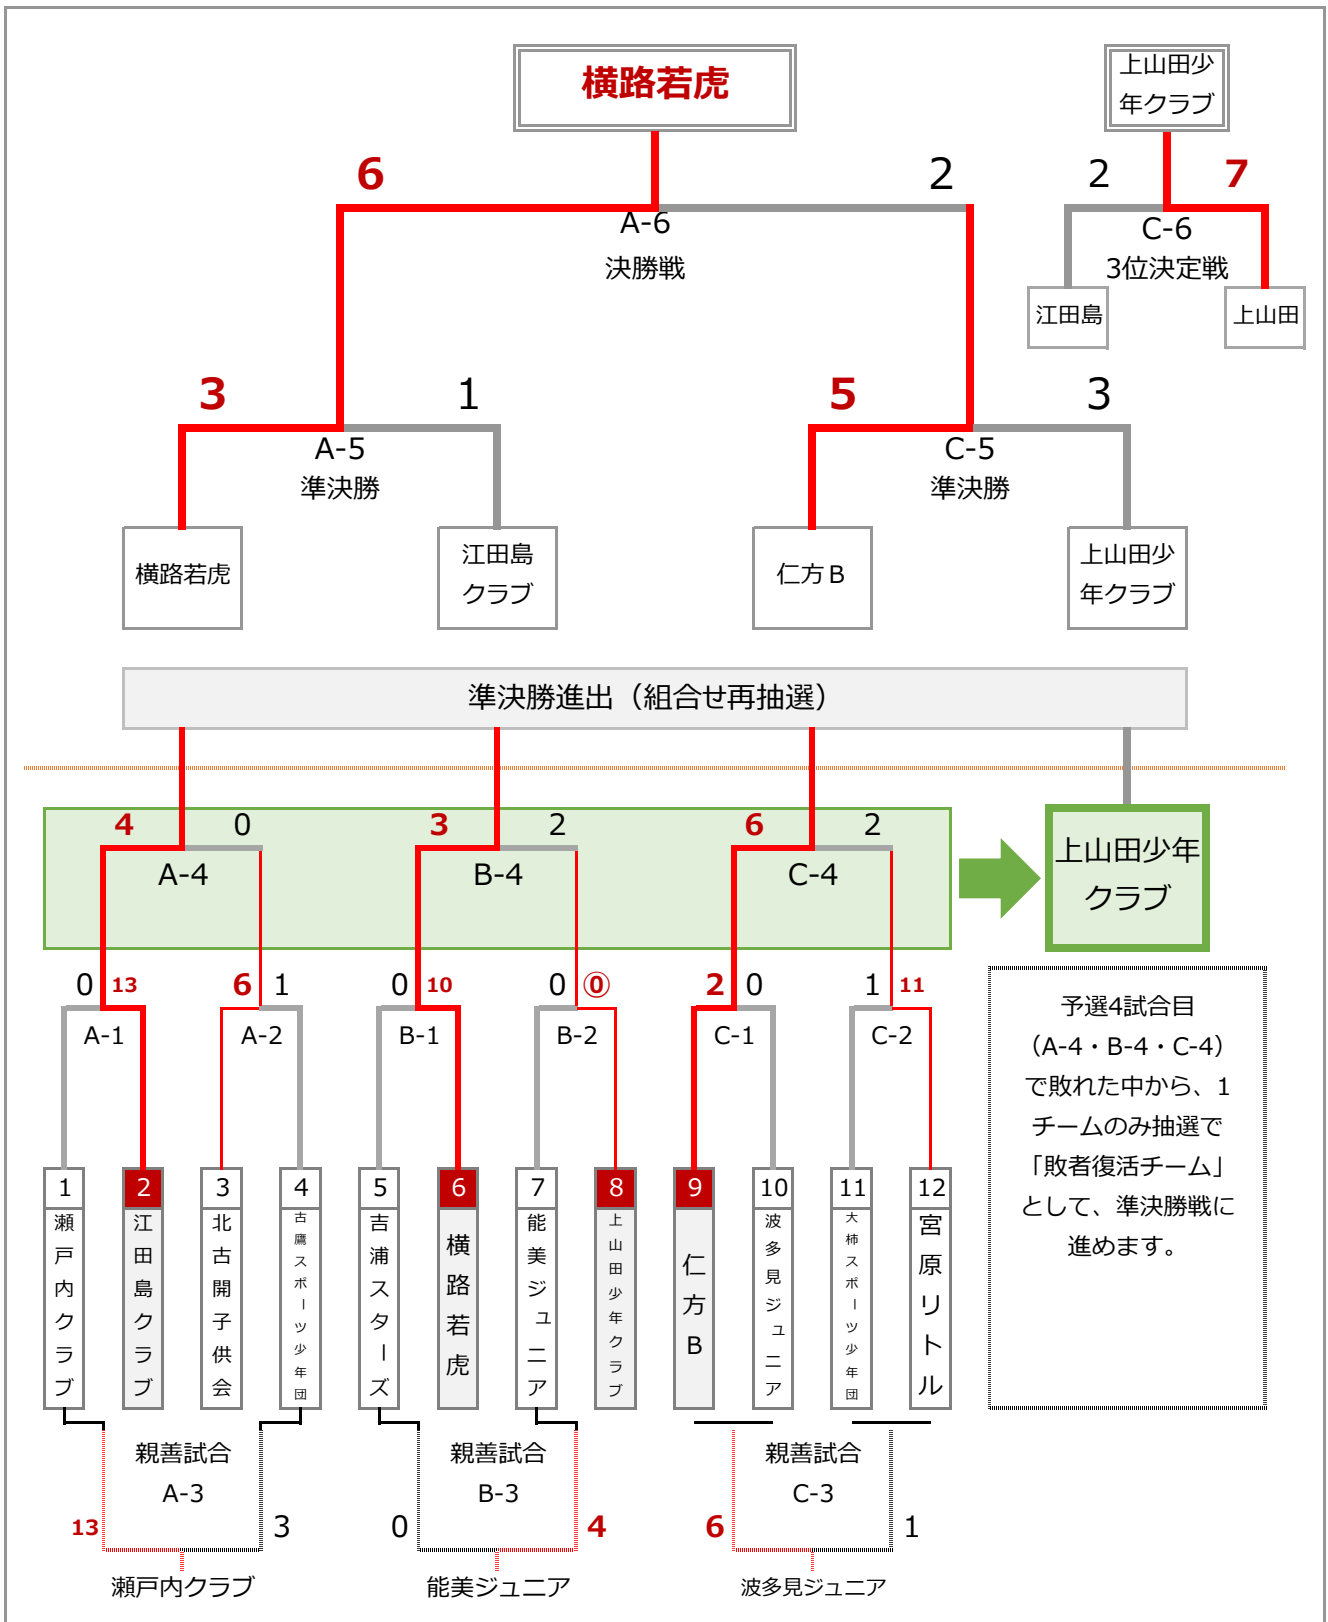 横路若虎
上山田少
年クラブ
6
2
2
7
A-6
決勝戦
C-6
3位決定戦
江田島
上山田
3
1
5
3
A-5
準決勝
C-5
準決勝
横路若虎
江田島
クラブ
仁方B
上山田少
年クラブ
準決勝進出（組合せ再抽選）
4
0
3
2
6
2
A-4
B-4
C-4
上山田少年
クラブ
0
13
6
1
0
10
0
⓪
2
0
1
11
A-1
A-2
B-1
B-2
C-1
C-2
予選4試合目
（A-4・B-4・C-4）
で敗れた中から、1
チームのみ抽選で
「敗者復活チーム」
として、準決勝戦に
進めます。
1
瀬戸内クラブ
2
江田島クラブ
3
北古開子供会
4
古鷹スポーツ少年団
5
吉浦スターズ
6
横路若虎
7
能美ジュニア
8
上山田少年クラブ
9
仁方B
10
波多見ジュニア
11
大柿スポーツ少年団
12
宮原リトル
親善試合
A-3
13
3
瀬戸内クラブ
親善試合
B-3
0
4
能美ジュニア
親善試合
C-3
6
1
波多見ジュニア